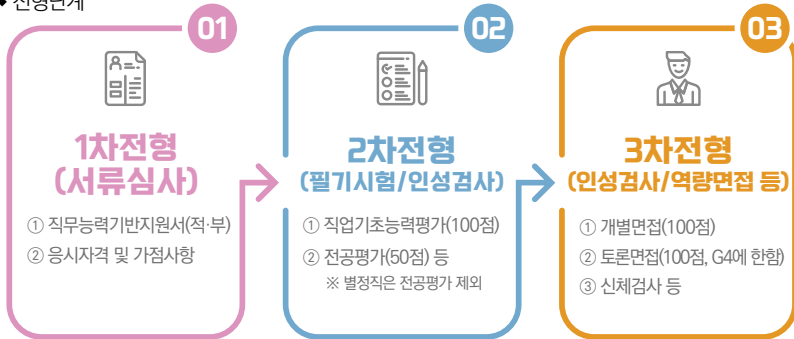 ◆ 전형단계
01
1차전형
(서류심사)
① 직무능력기반지원서(적·부)
② 응시자격 및 가점사항
02
2차전형
(필기시험/인성검사)
① 직업기초능력평가(100점)
② 전공평가(50점) 등
※ 별정직은 전공평가 제외
03
3차전형
(인성검사/역량면접 등)
① 개별면접(100점)
② 토론면접(100점, G4에 한함)
③ 신체검사 등